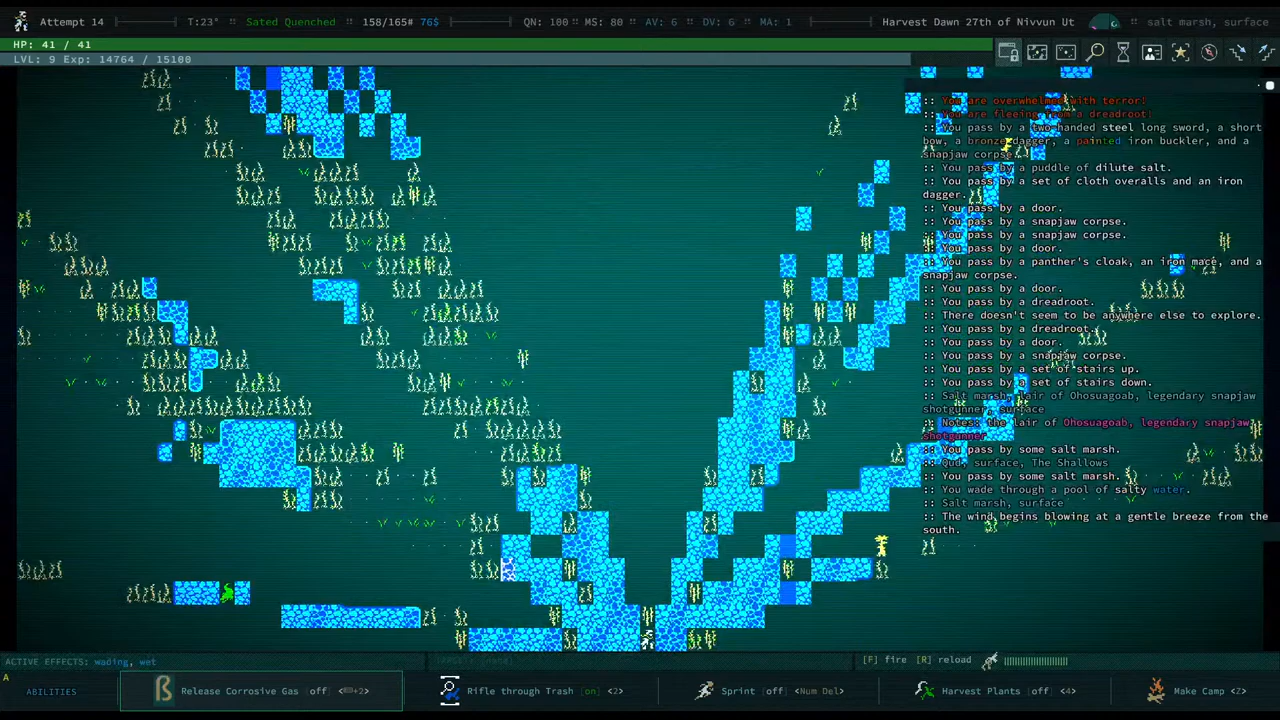 Attempt 14 T:23° Sated Quenched 158/165# 76$ QN: 100 MS: 80 AV: 6 DV: 6 MA: 1 Harvest Dawn 27th of Nivvun Ut salt marsh, surface
HP: 41 / 41
LVL: 9 Exp: 14764 / 15100
:: You are overwhelmed with terror!
:: You are fleeing from a dreadroot!
:: You pass by a two-handed steel long sword, a short
bow, a bronze dagger, a painted iron buckler, and a
snapjaw corpse.
:: You pass by a puddle of dilute salt.
:: You pass by a set of cloth overalls and an iron
dagger.
:: You pass by a door.
:: You pass by a snapjaw corpse.
:: You pass by a snapjaw corpse.
:: You pass by a door.
:: You pass by a panther's cloak, an iron mace, and a
snapjaw corpse.
:: You pass by a door.
:: You pass by a dreadroot.
:: There doesn't seem to be anywhere else to explore.
:: You pass by a dreadroot.
:: You pass by a door.
:: You pass by a snapjaw corpse.
:: You pass by a set of stairs up.
:: You pass by a set of stairs down.
:: Salt marsh, lair of Ohosuagoab, legendary snapjaw
shotgunner, surface
:: Notes: the lair of Ohosuagoab, legendary snapjaw
shotgunner
:: You pass by some salt marsh.
:: Qud, surface, The Shallows
:: You pass by some salt marsh.
:: You wade through a pool of salty water.
:: Salt marsh, surface
:: The wind begins blowing at a gentle breeze from the
south.
ACTIVE EFFECTS: wading, wet
[F] fire [R] reload
A
ABILITIES
Release Corrosive Gas off
Rifle through Trash [on] <2>
Sprint [off] <Num Del>
Harvest Plants [off] <4>
Make Camp <Z>